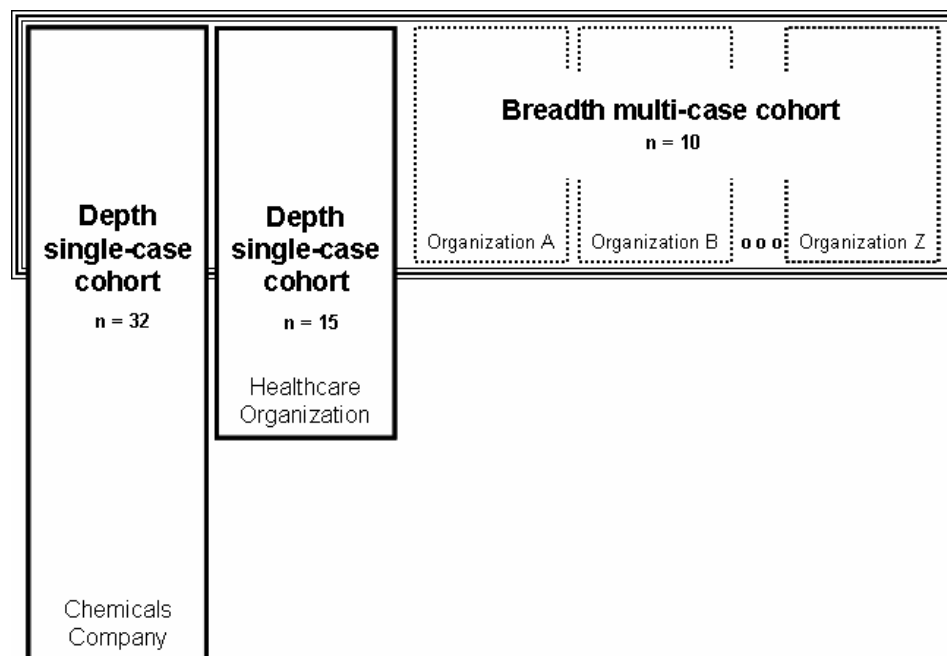 Depth
single-case
cohort
n = 32
Chemicals
Company
Depth
single-case
cohort
n = 15
Healthcare
Organization
Breadth multi-case cohort
n = 10
Organization A
Organization B
o o o
Organization Z